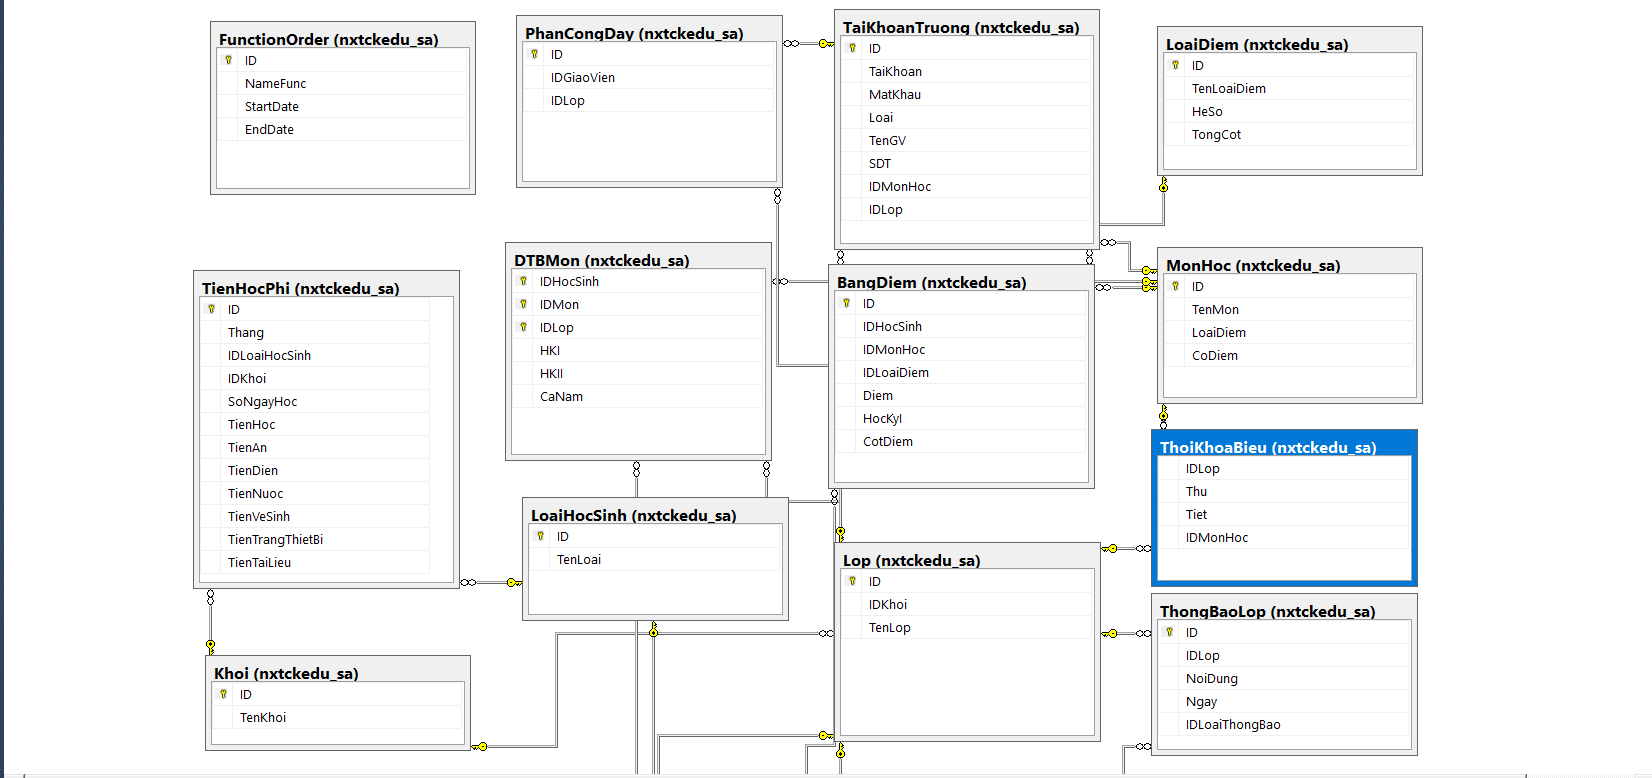 FunctionOrder (nxtckedu_sa)
ID
NameFunc
StartDate
EndDate
PhanCongDay (nxtckedu_sa)
ID
IDGiaoVien
IDLop
TaiKhoanTruong (nxtckedu_sa)
ID
TaiKhoan
MatKhau
Loai
TenGV
SDT
IDMonHoc
IDLop
LoaiDiem (nxtckedu_sa)
ID
TenLoaiDiem
HeSo
TongCot
TienHocPhi (nxtckedu_sa)
ID
Thang
IDLoaiHocSinh
IDKhoi
SoNgayHoc
TienHoc
TienAn
TienDien
TienNuoc
TienVeSinh
TienTrangThietBi
TienTaiLieu
DTBMon (nxtckedu_sa)
IDHocSinh
IDMon
IDLop
HKI
HKII
CaNam
BangDiem (nxtckedu_sa)
ID
IDHocSinh
IDMonHoc
IDLoaiDiem
Diem
HocKyI
CotDiem
MonHoc (nxtckedu_sa)
ID
TenMon
LoaiDiem
CoDiem
ThoiKhoaBieu (nxtckedu_sa)
IDLop
Thu
Tiet
IDMonHoc
LoaiHocSinh (nxtckedu_sa)
ID
TenLoai
Lop (nxtckedu_sa)
ID
IDKhoi
TenLop
ThongBaoLop (nxtckedu_sa)
ID
IDLop
NoiDung
Ngay
IDLoaiThongBao
Khoi (nxtckedu_sa)
ID
TenKhoi